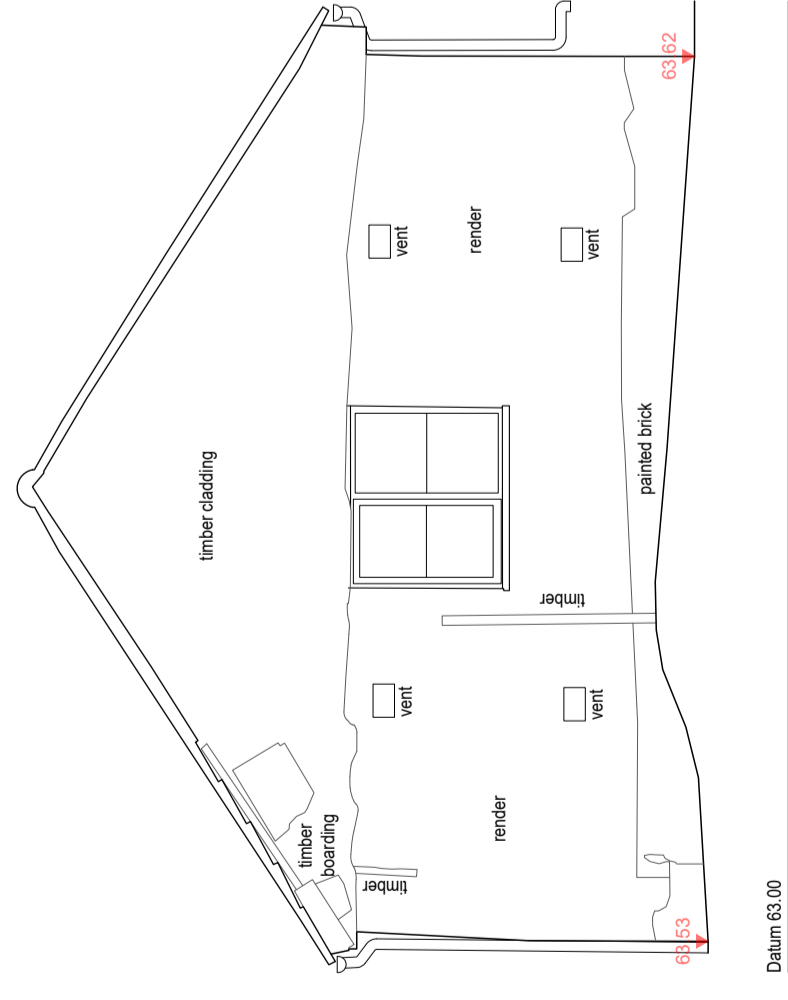 timber cladding
timber
boarding
timber
vent
vent
render
timber
vent
vent
render
painted brick
63.53
63.62
Datum 63.00